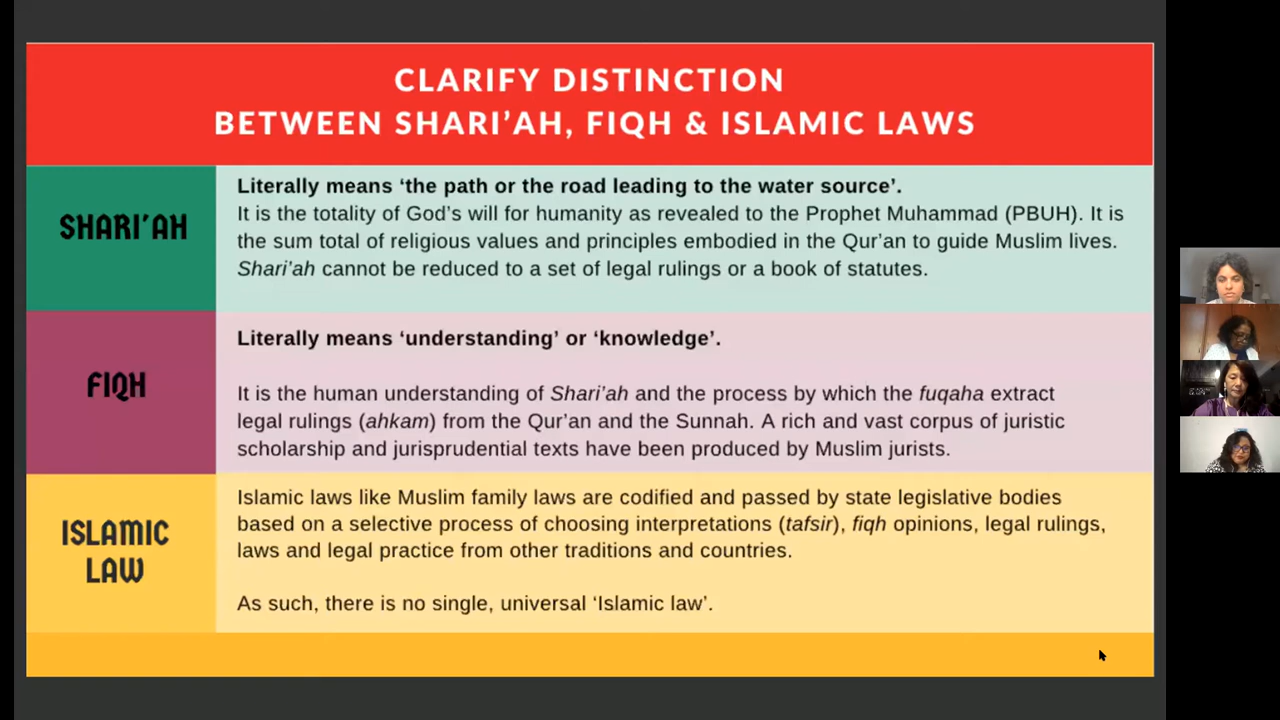 CLARIFY DISTINCTION
BETWEEN SHARI’AH, FIQH & ISLAMIC LAWS
SHARI’AH
Literally means ‘the path or the road leading to the water source’.
It is the totality of God’s will for humanity as revealed to the Prophet Muhammad (PBUH). It is
the sum total of religious values and principles embodied in the Qur’an to guide Muslim lives.
Shari’ah cannot be reduced to a set of legal rulings or a book of statutes.
FIQH
Literally means ‘understanding’ or ‘knowledge’.
It is the human understanding of Shari’ah and the process by which the fuqaha extract
legal rulings (ahkam) from the Qur’an and the Sunnah. A rich and vast corpus of juristic
scholarship and jurisprudential texts have been produced by Muslim jurists.
ISLAMIC
LAW
Islamic laws like Muslim family laws are codified and passed by state legislative bodies
based on a selective process of choosing interpretations (tafsir), fiqh opinions, legal rulings,
laws and legal practice from other traditions and countries.
As such, there is no single, universal ‘Islamic law’.